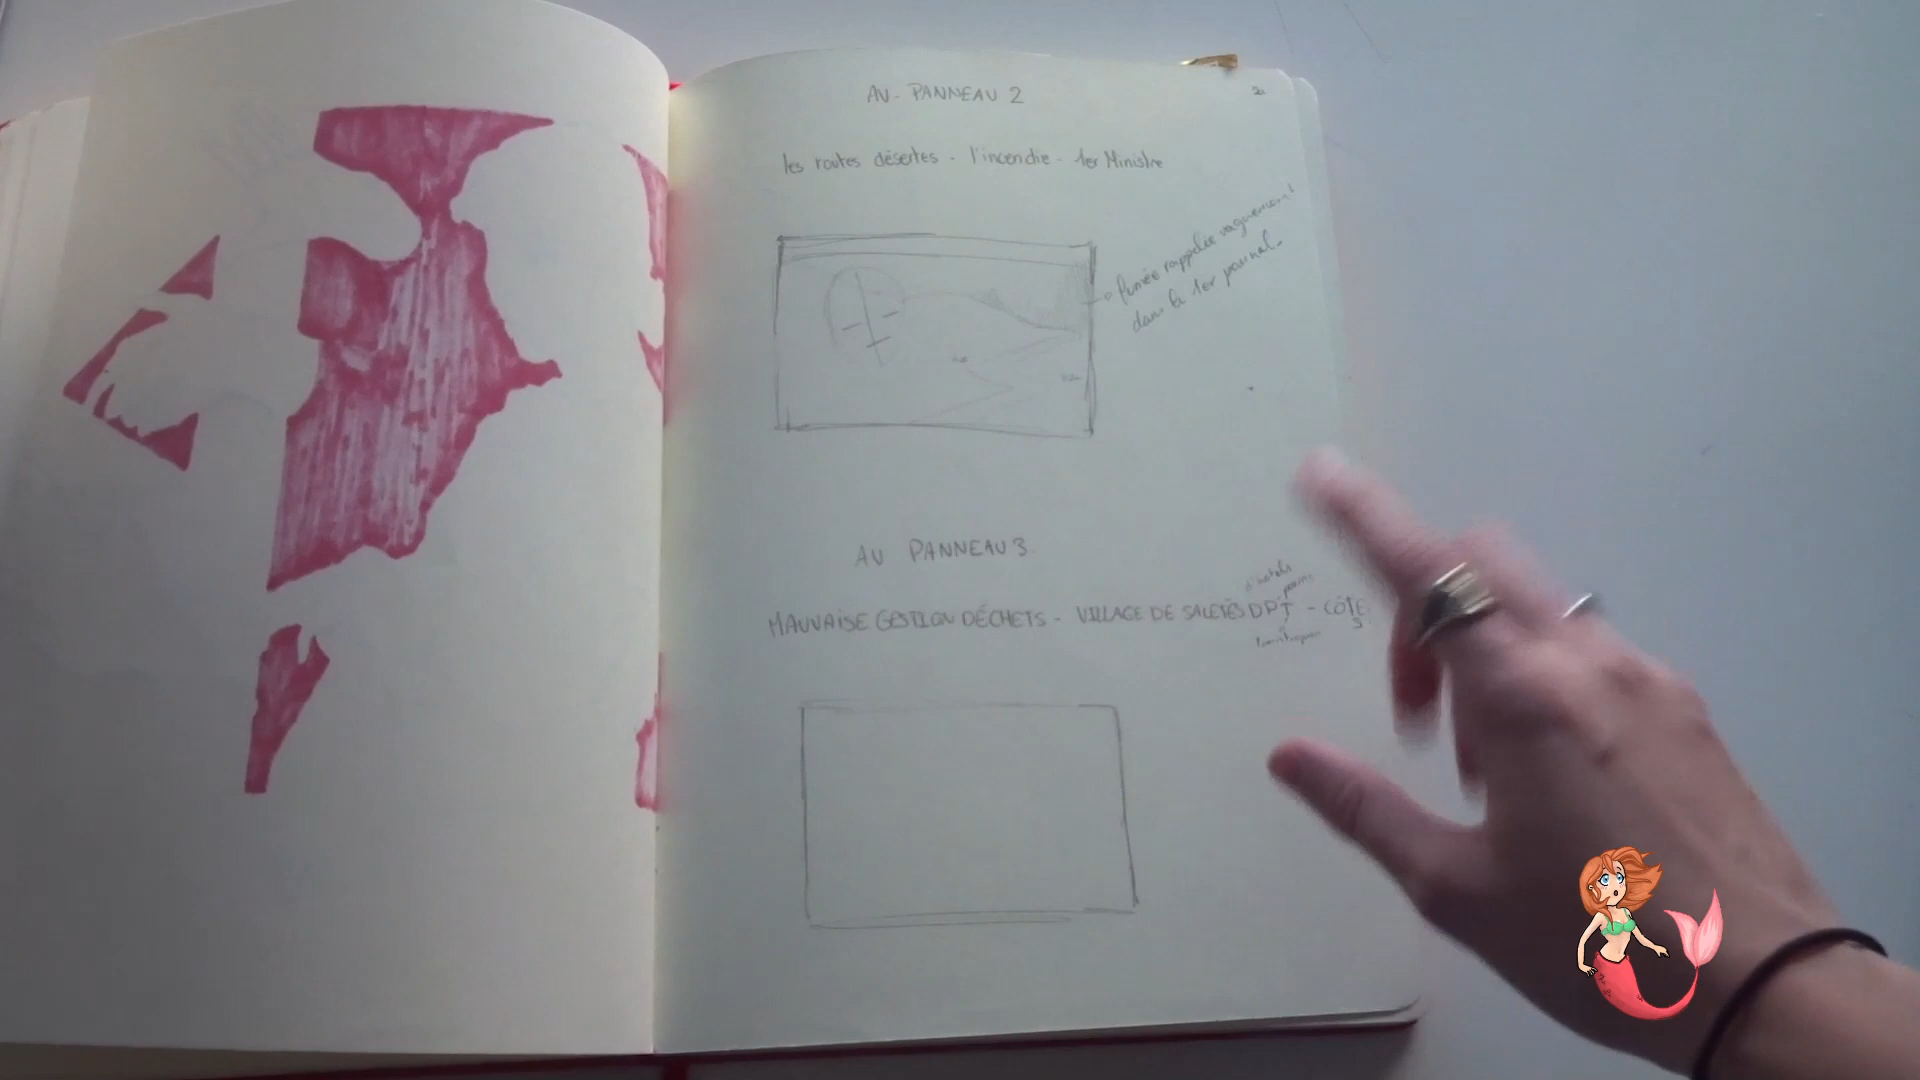 AU - PANNEAU 2
les routes désertes - l'incendie - 1er Ministre
fumée rappelée vaguement
dans le 1er journal.
AU PANNEAU 3
MAUVAISE GESTION DÉCHETS - VILLAGE DE SALETÉS DPT - CÔTE